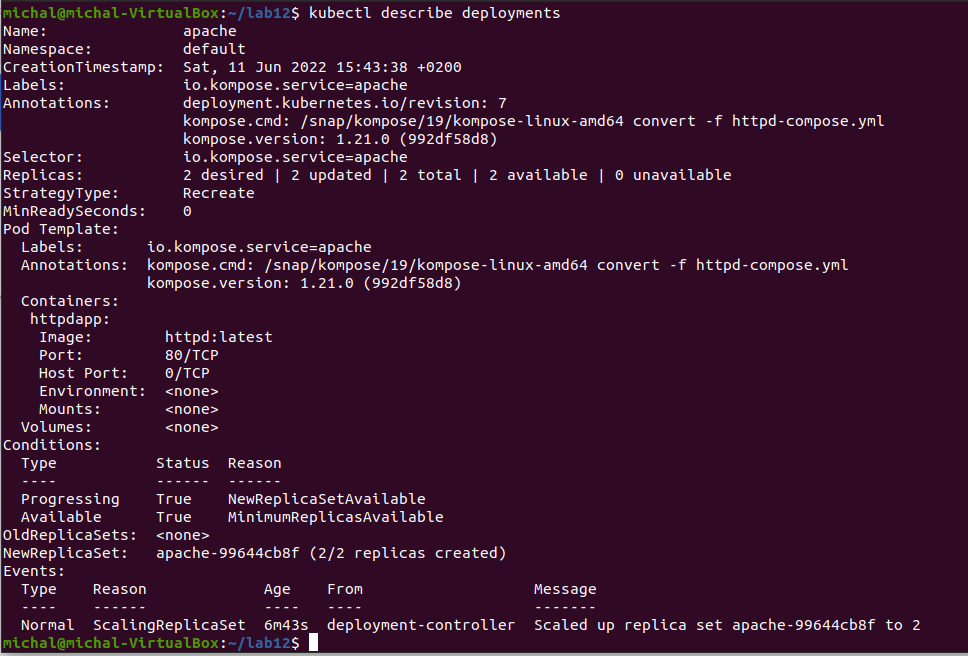 michal@michal-VirtualBox:~/lab12$ kubectl describe deployments
Name:                   apache
Namespace:              default
CreationTimestamp:  Sat, 11 Jun 2022 15:43:38 +0200
Labels:                 io.kompose.service=apache
Annotations:            deployment.kubernetes.io/revision: 7
                    kompose.cmd: /snap/kompose/19/kompose-linux-amd64 convert -f httpd-compose.yml
                    kompose.version: 1.21.0 (992df58d8)
Selector:           io.kompose.service=apache
Replicas:           2 desired | 2 updated | 2 total | 2 available | 0 unavailable
StrategyType:       Recreate
MinReadySeconds:    0
Pod Template:
  Labels:       io.kompose.service=apache
  Annotations:  kompose.cmd: /snap/kompose/19/kompose-linux-amd64 convert -f httpd-compose.yml
                kompose.version: 1.21.0 (992df58d8)
  Containers:
   httpdapp:
    Image:        httpd:latest
    Port:         80/TCP
    Host Port:    0/TCP
    Environment:  <none>
    Mounts:       <none>
  Volumes:        <none>
Conditions:
  Type           Status  Reason
  ----           ------  ------
  Progressing    True    NewReplicaSetAvailable
  Available      True    MinimumReplicasAvailable
OldReplicaSets:  <none>
NewReplicaSet:   apache-99644cb8f (2/2 replicas created)
Events:
  Type    Reason             Age    From                   Message
  ----    ------             ----   ----                   -------
  Normal  ScalingReplicaSet  6m43s  deployment-controller  Scaled up replica set apache-99644cb8f to 2
michal@michal-VirtualBox:~/lab12$